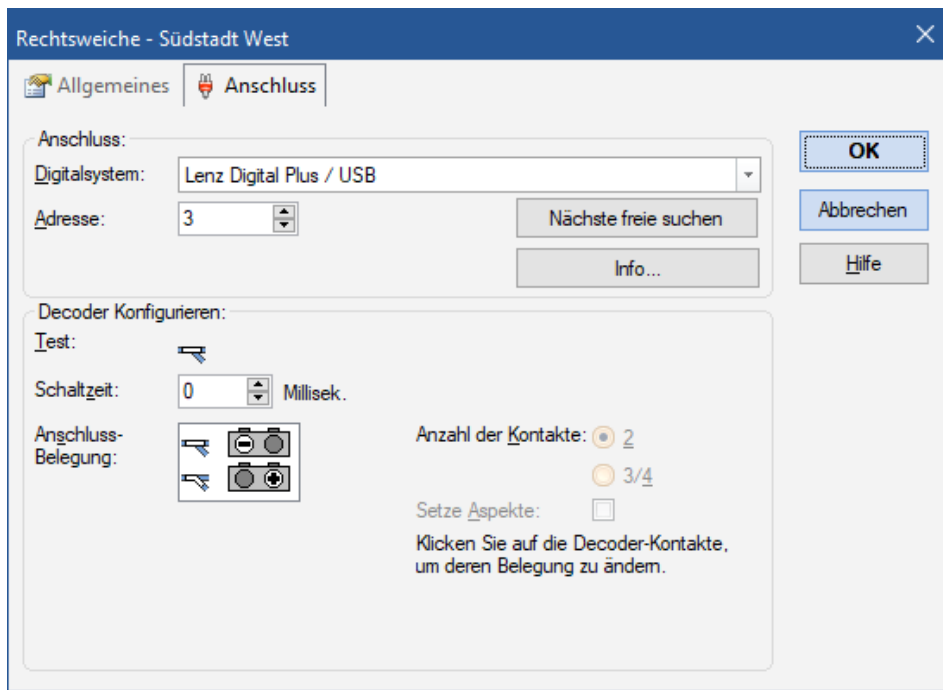 Rechtsweiche - Südstadt West
Allgemeines
Anschluss
Anschluss:
Digitalsystem:
Lenz Digital Plus / USB
Adresse:
3
Nächste freie suchen
Info...
OK
Abbrechen
Hilfe
Decoder Konfigurieren:
Test:
Schaltzeit:
0
Millisek.
Anschluss-
Belegung:
Anzahl der Kontakte:
2
3/4
Setze Aspekte:
Klicken Sie auf die Decoder-Kontakte,
um deren Belegung zu ändern.